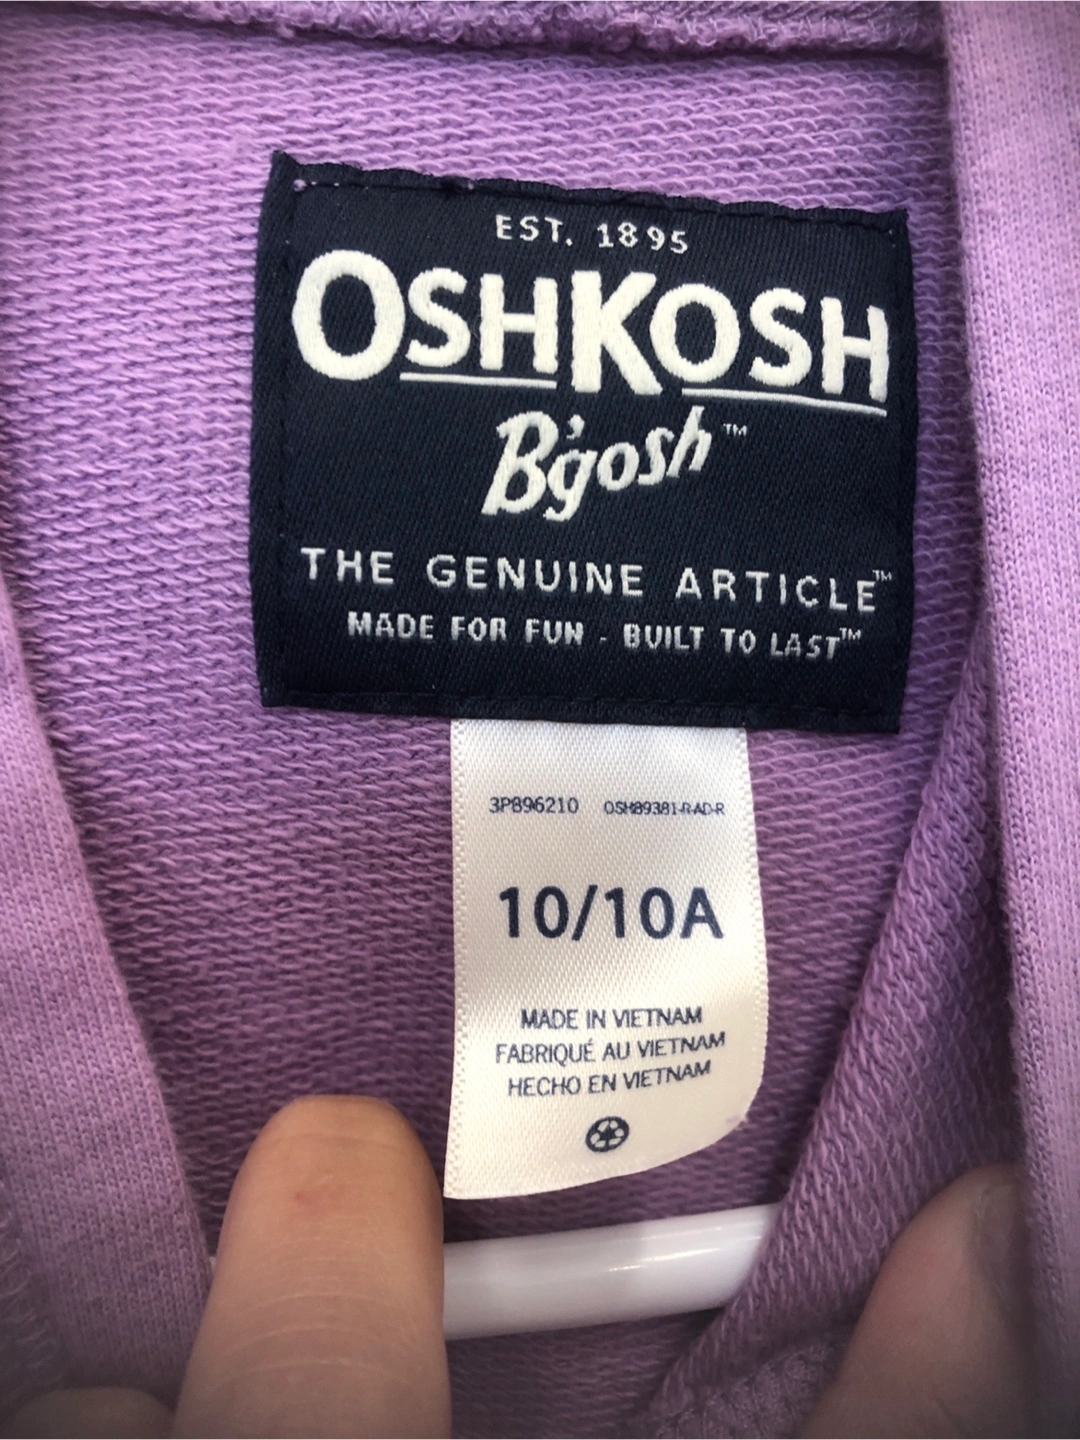 EST. 1895
OSHKOSH
B'gosh™
THE GENUINE ARTICLE™
MADE FOR FUN - BUILT TO LAST™
3P896210 OSH89381-R-AD-R
10/10A
MADE IN VIETNAM
FABRIQUÉ AU VIETNAM
HECHO EN VIETNAM